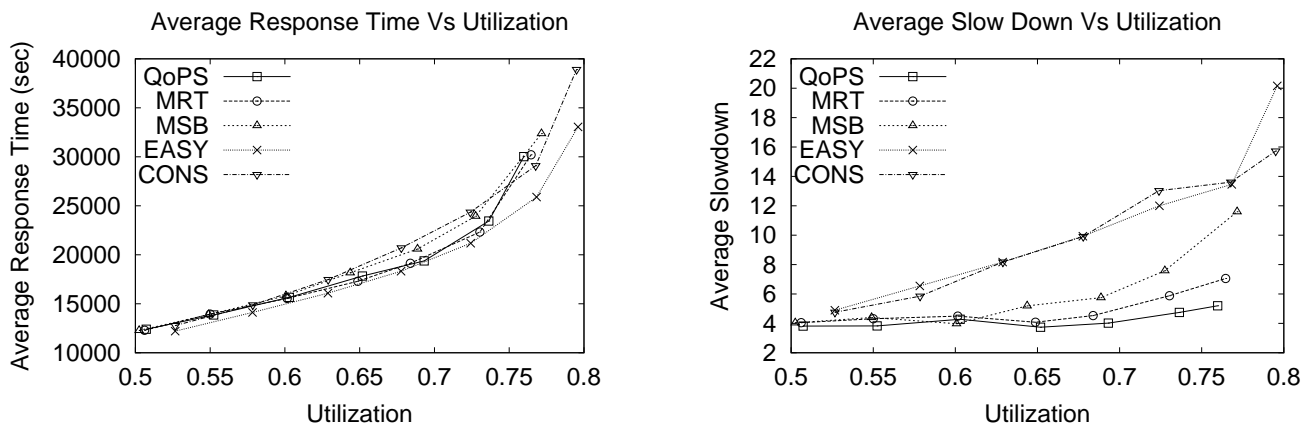 Average Response Time Vs Utilization
Average Response Time (sec)
40000
35000
30000
25000
20000
15000
10000
QoPS
MRT
MSB
EASY
CONS
0.5 0.55 0.6 0.65 0.7 0.75 0.8
Utilization
Average Slow Down Vs Utilization
Average Slowdown
22
20
18
16
14
12
10
8
6
4
2
QoPS
MRT
MSB
EASY
CONS
0.5 0.55 0.6 0.65 0.7 0.75 0.8
Utilization